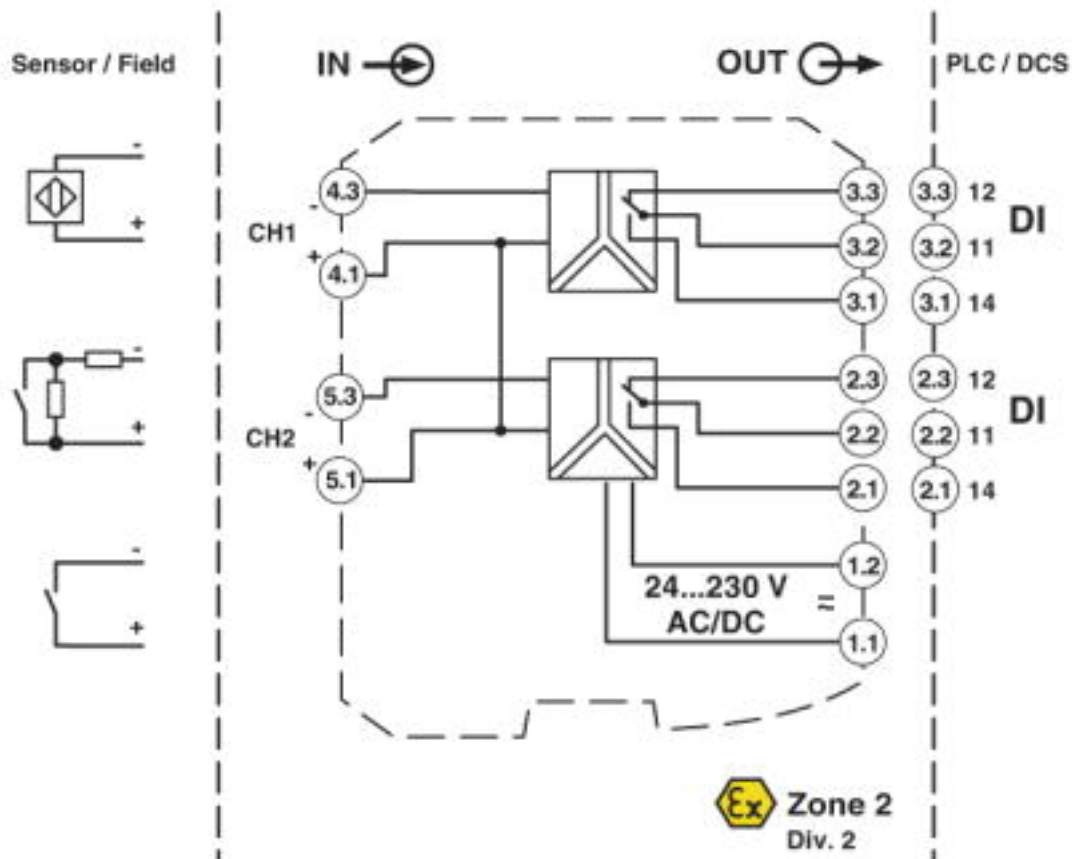 Sensor / Field
IN
OUT
PLC / DCS
-
+
CH1
-
4.3
+
4.1
3.3
3.3
12
3.2
3.2
11
3.1
3.1
14
DI
-
+
CH2
-
5.3
+
5.1
2.3
2.3
12
2.2
2.2
11
2.1
2.1
14
DI
-
+
24...230 V
AC/DC
1.2
1.1
Ex
Zone 2
Div. 2